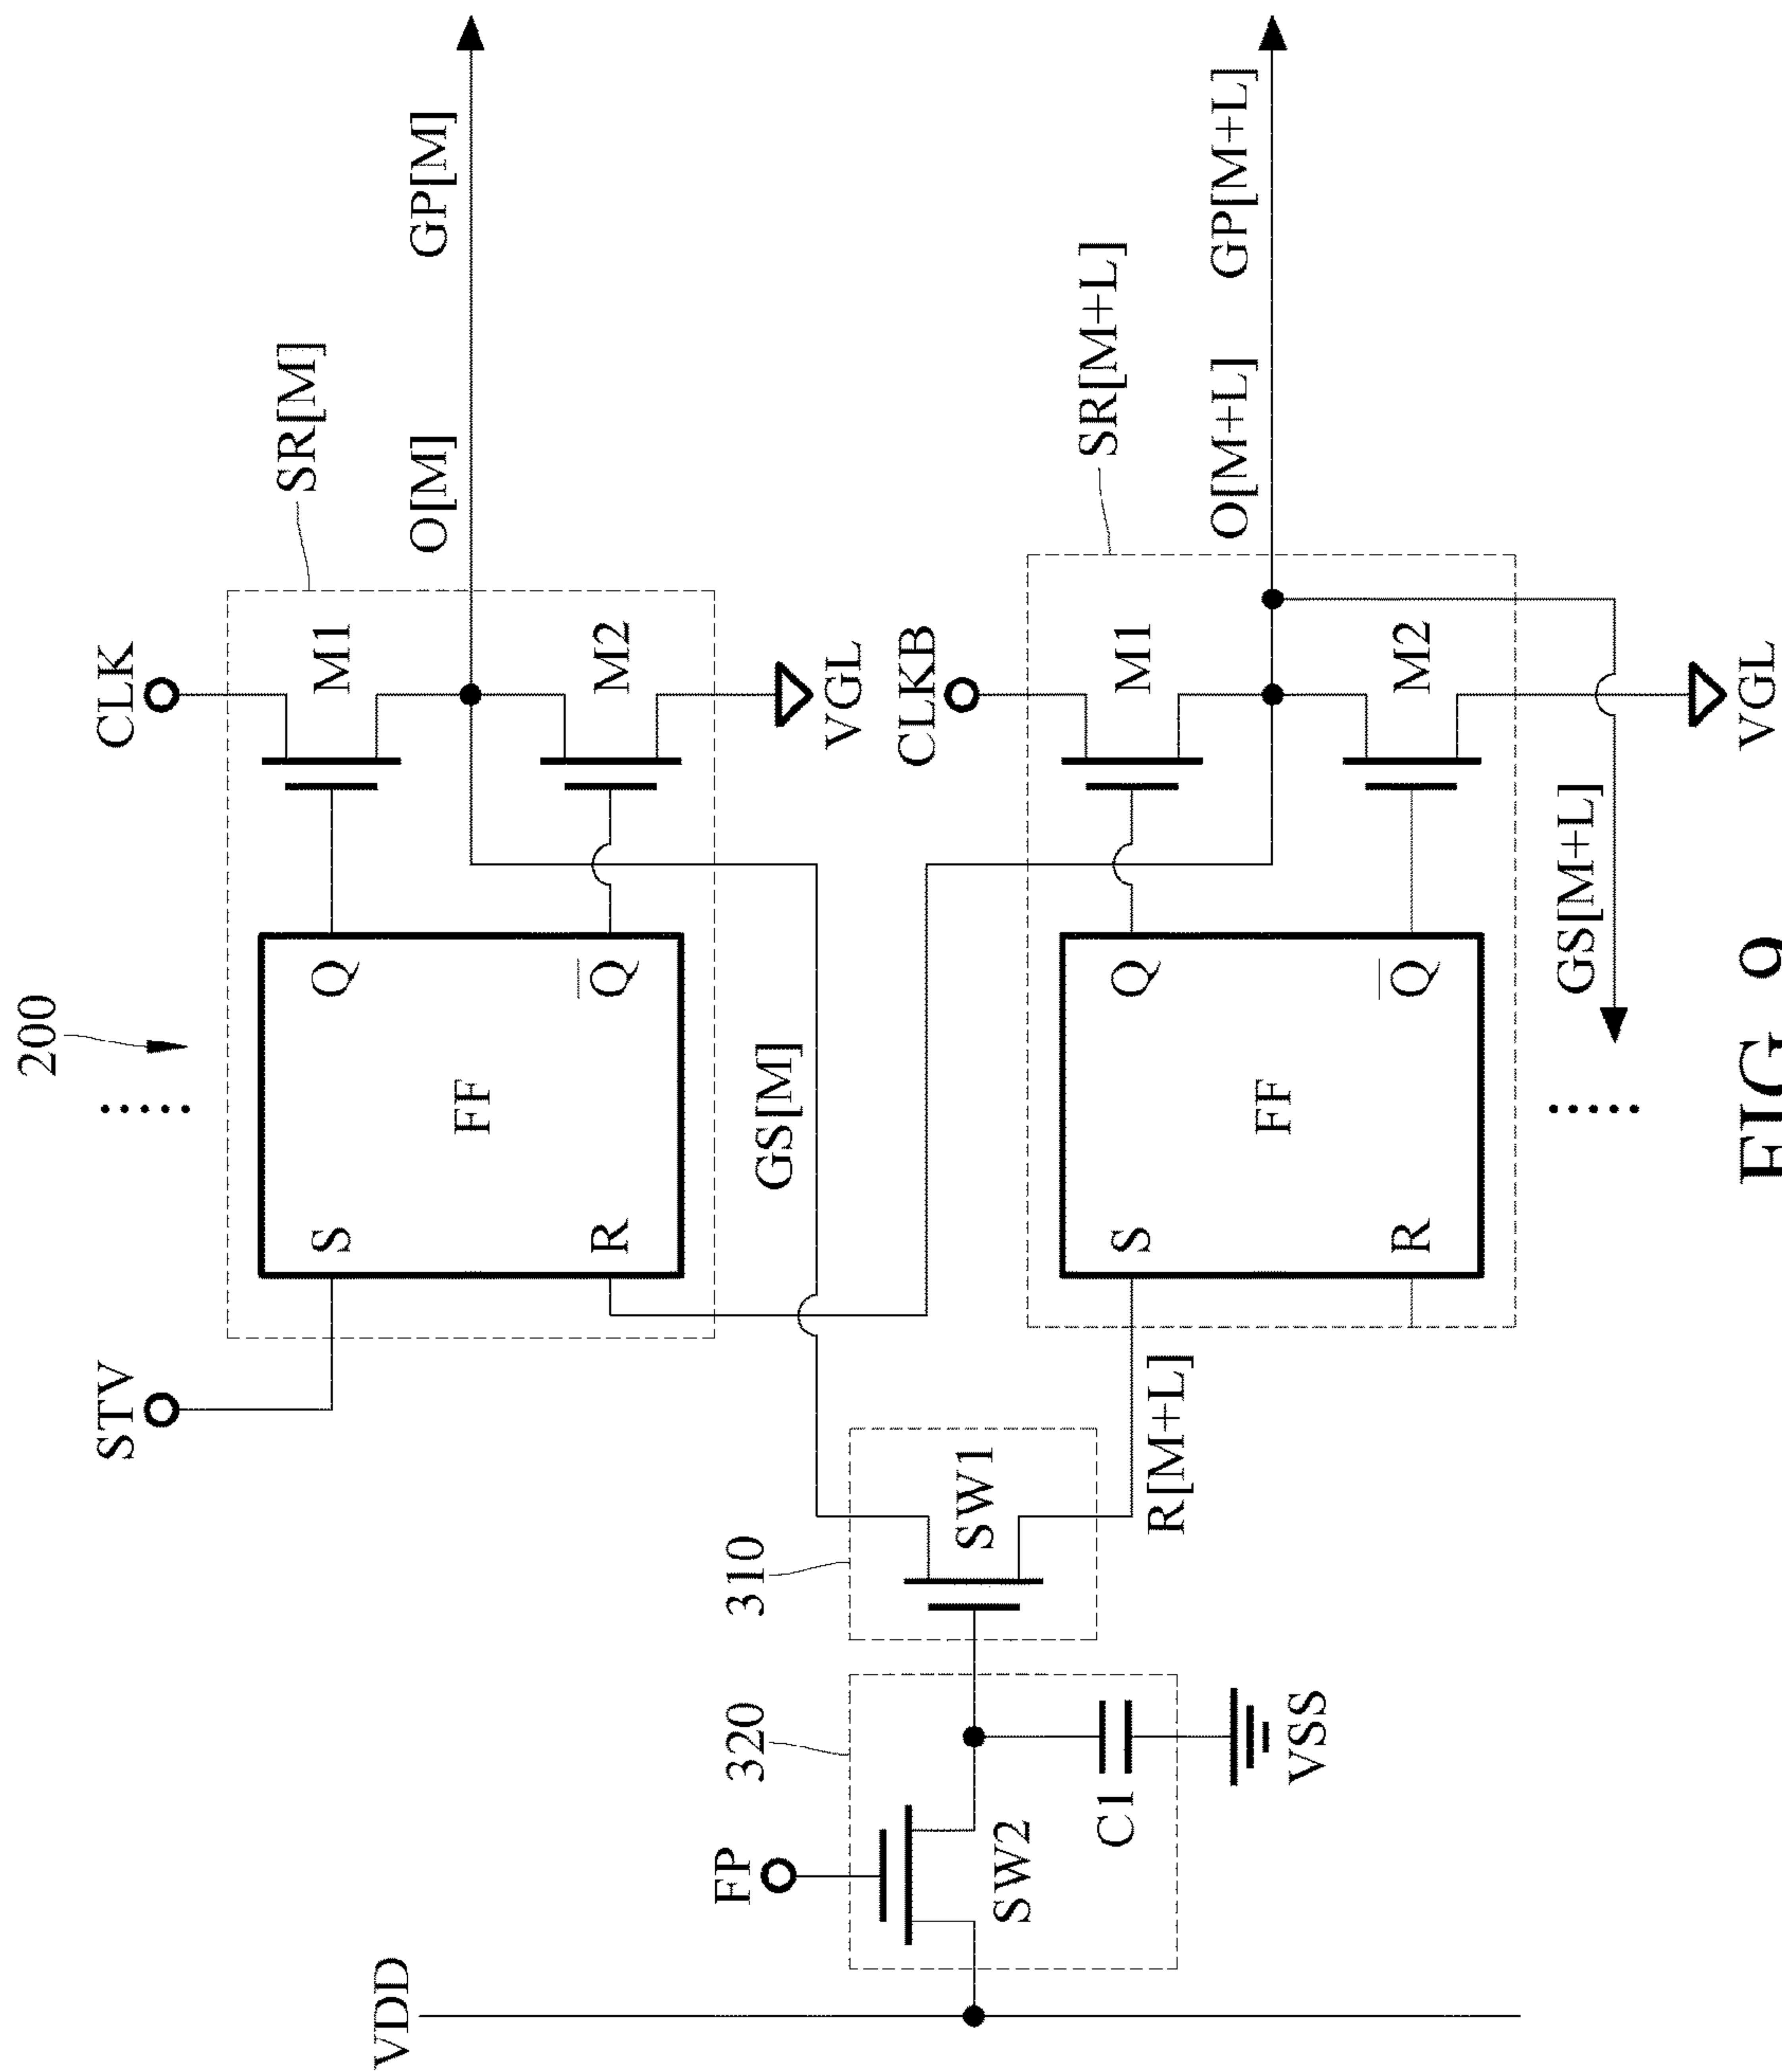 200
STV
CLK
SR[M]
S
Q
M1
VDD
O[M]
GP[M]
FF
R
Q̅
M2
FP
320
310
GS[M]
VGL
CLKB
SW1
SW2
SR[M+L]
C1
S
Q
M1
R[M+L]
O[M+L]
GP[M+L]
FF
VSS
R
Q̅
M2
GS[M+L]
VGL
FIG. 9